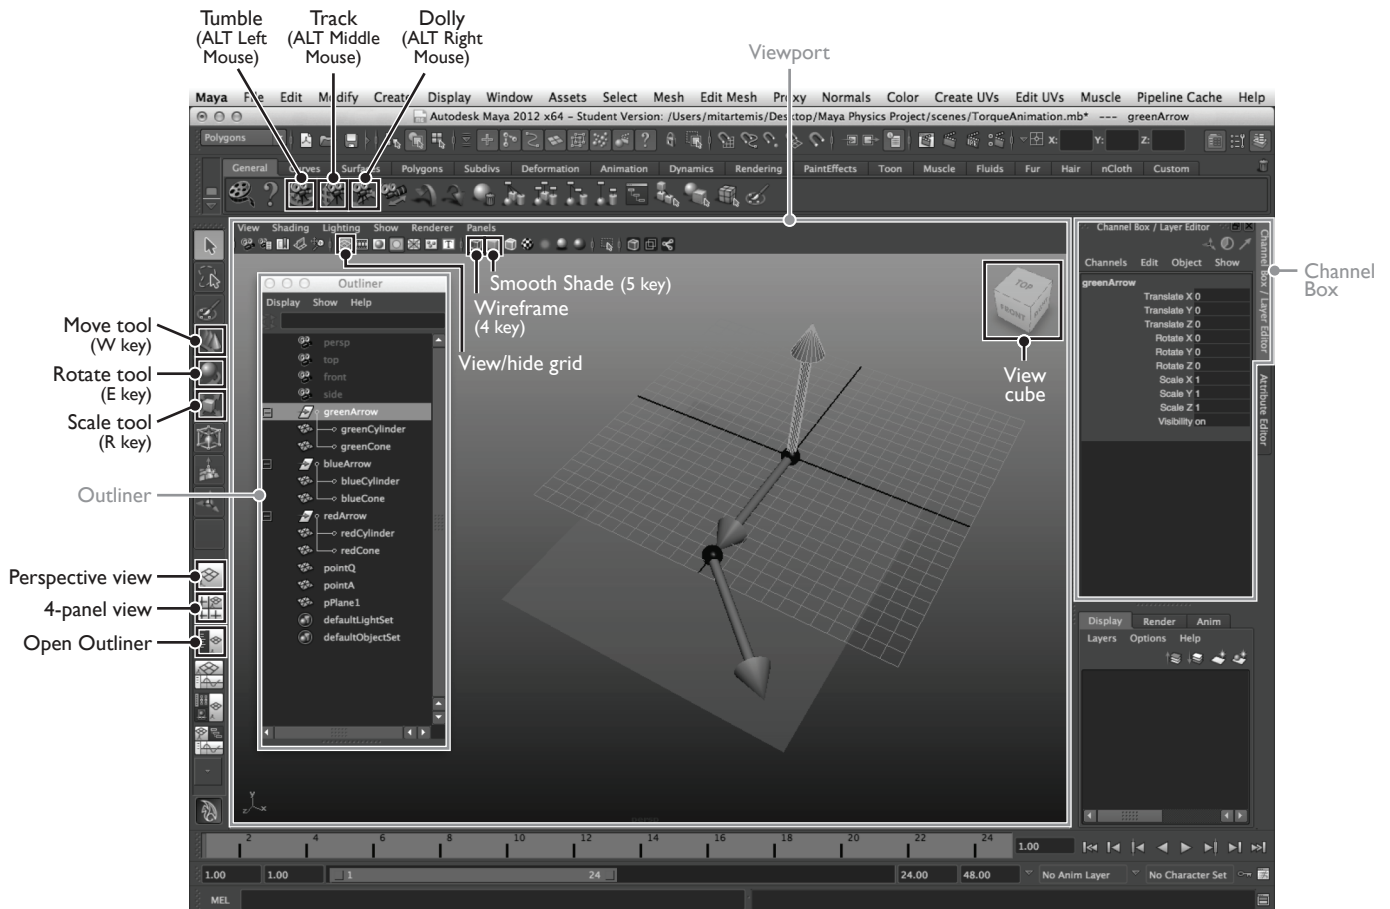 Tumble
(ALT Left
Mouse)
Track
(ALT Middle
Mouse)
Dolly
(ALT Right
Mouse)
Viewport
Maya File Edit Modify Create Display Window Assets Select Mesh Edit Mesh Proxy Normals Color Create UVs Edit UVs Muscle Pipeline Cache Help
Autodesk Maya 2012 x64 – Student Version: /Users/mitartemis/Desktop/Maya Physics Project/scenes/TorqueAnimation.mb* --- greenArrow
Polygons
X:
Y:
Z:
General Curves Surfaces Polygons Subdivs Deformation Animation Dynamics Rendering PaintEffects Toon Muscle Fluids Fur Hair nCloth Custom
View Shading Lighting Show Renderer Panels
Smooth Shade (5 key)
Wireframe
(4 key)
View/hide grid
TOP
FRONT
View
cube
Outliner
Display Show Help
persp
top
front
side
greenArrow
greenCylinder
greenCone
blueArrow
blueCylinder
blueCone
redArrow
redCylinder
redCone
pointQ
pointA
pPlane1
defaultLightSet
defaultObjectSet
Move tool
(W key)
Rotate tool
(E key)
Scale tool
(R key)
Outliner
Perspective view
4-panel view
Open Outliner
Channel Box / Layer Editor
Channels Edit Object Show
greenArrow
Translate X 0
Translate Y 0
Translate Z 0
Rotate X 0
Rotate Y 0
Rotate Z 0
Scale X 1
Scale Y 1
Scale Z 1
Visibility on
Channel Box / Layer Editor
Attribute Editor
Channel
Box
Display Render Anim
Layers Options Help
y
z x
persp
2 4 6 8 10 12 14 16 18 20 22 24
1.00
1.00 1.00 1 24 24.00 48.00 No Anim Layer No Character Set
MEL